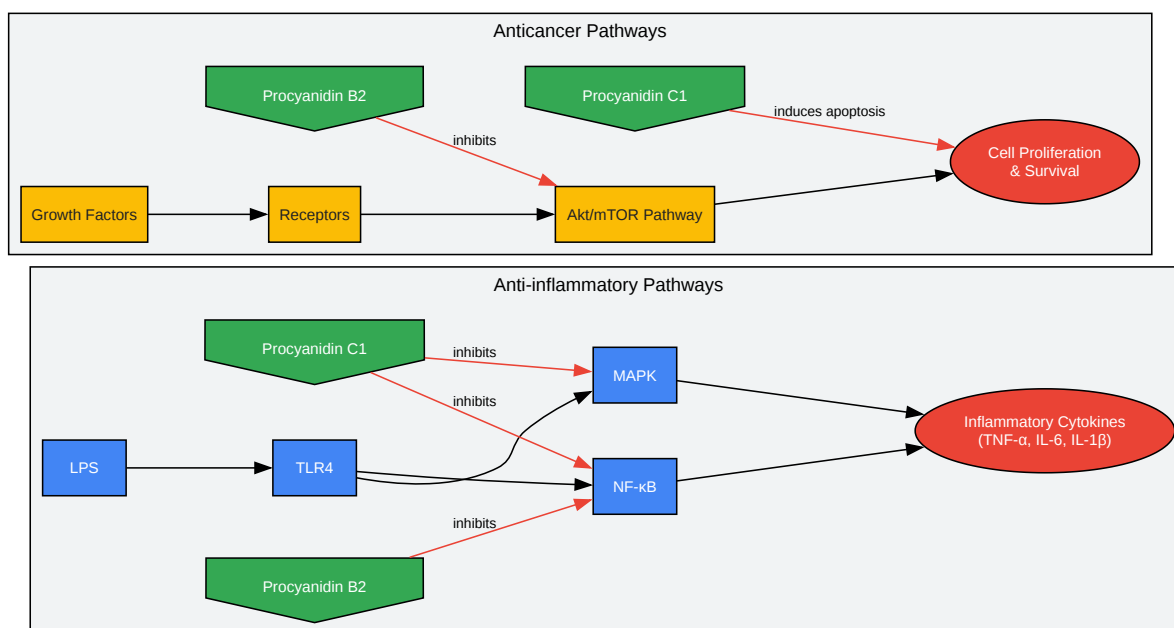 Anticancer Pathways
Procyanidin B2
Procyanidin C1
induces apoptosis
inhibits
Cell Proliferation
& Survival
Growth Factors
Receptors
Akt/mTOR Pathway
Anti-inflammatory Pathways
Procyanidin C1
inhibits
MAPK
inhibits
Inflammatory Cytokines
(TNF-α, IL-6, IL-1β)
LPS
TLR4
NF-κB
inhibits
Procyanidin B2